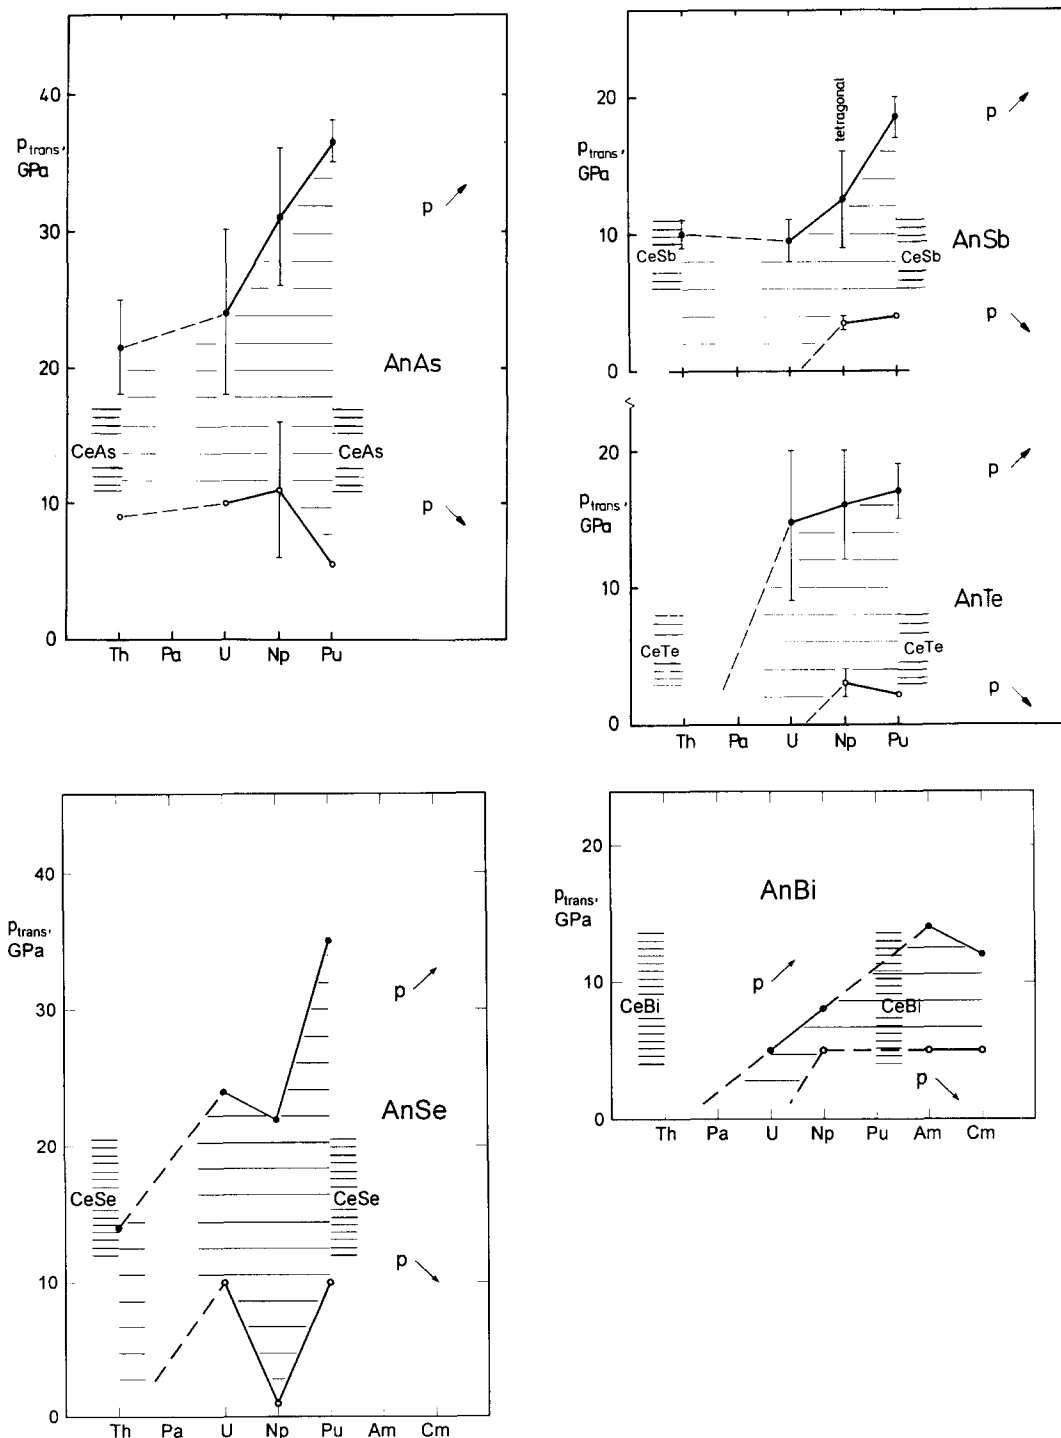 40
p_trans,
GPa
30
20
10
0
p
AnAs
CeAs
CeAs
p
Th Pa U Np Pu
20
p_trans,
GPa
10
0
tetragonal
p
CeSb
CeSb
AnSb
p
20
p_trans,
GPa
10
0
p
AnTe
CeTe
CeTe
p
Th Pa U Np Pu
40
p_trans,
GPa
30
20
10
0
p
AnSe
CeSe
CeSe
p
Th Pa U Np Pu Am Cm
20
p_trans,
GPa
10
0
AnBi
p
CeBi
CeBi
p
Th Pa U Np Pu Am Cm